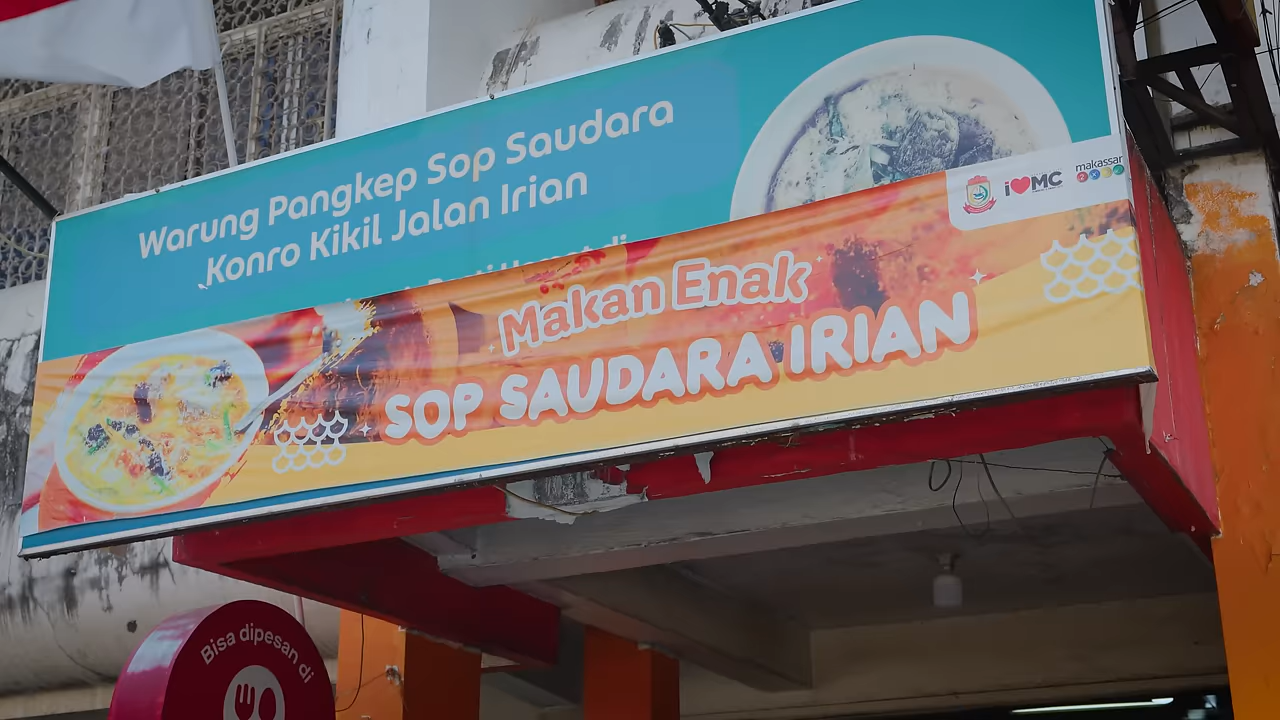 Warung Pangkep Sop Saudara
Konro Kikil Jalan Irian
i MC
makassar
Makan Enak
SOP SAUDARA IRIAN
Bisa dipesan di